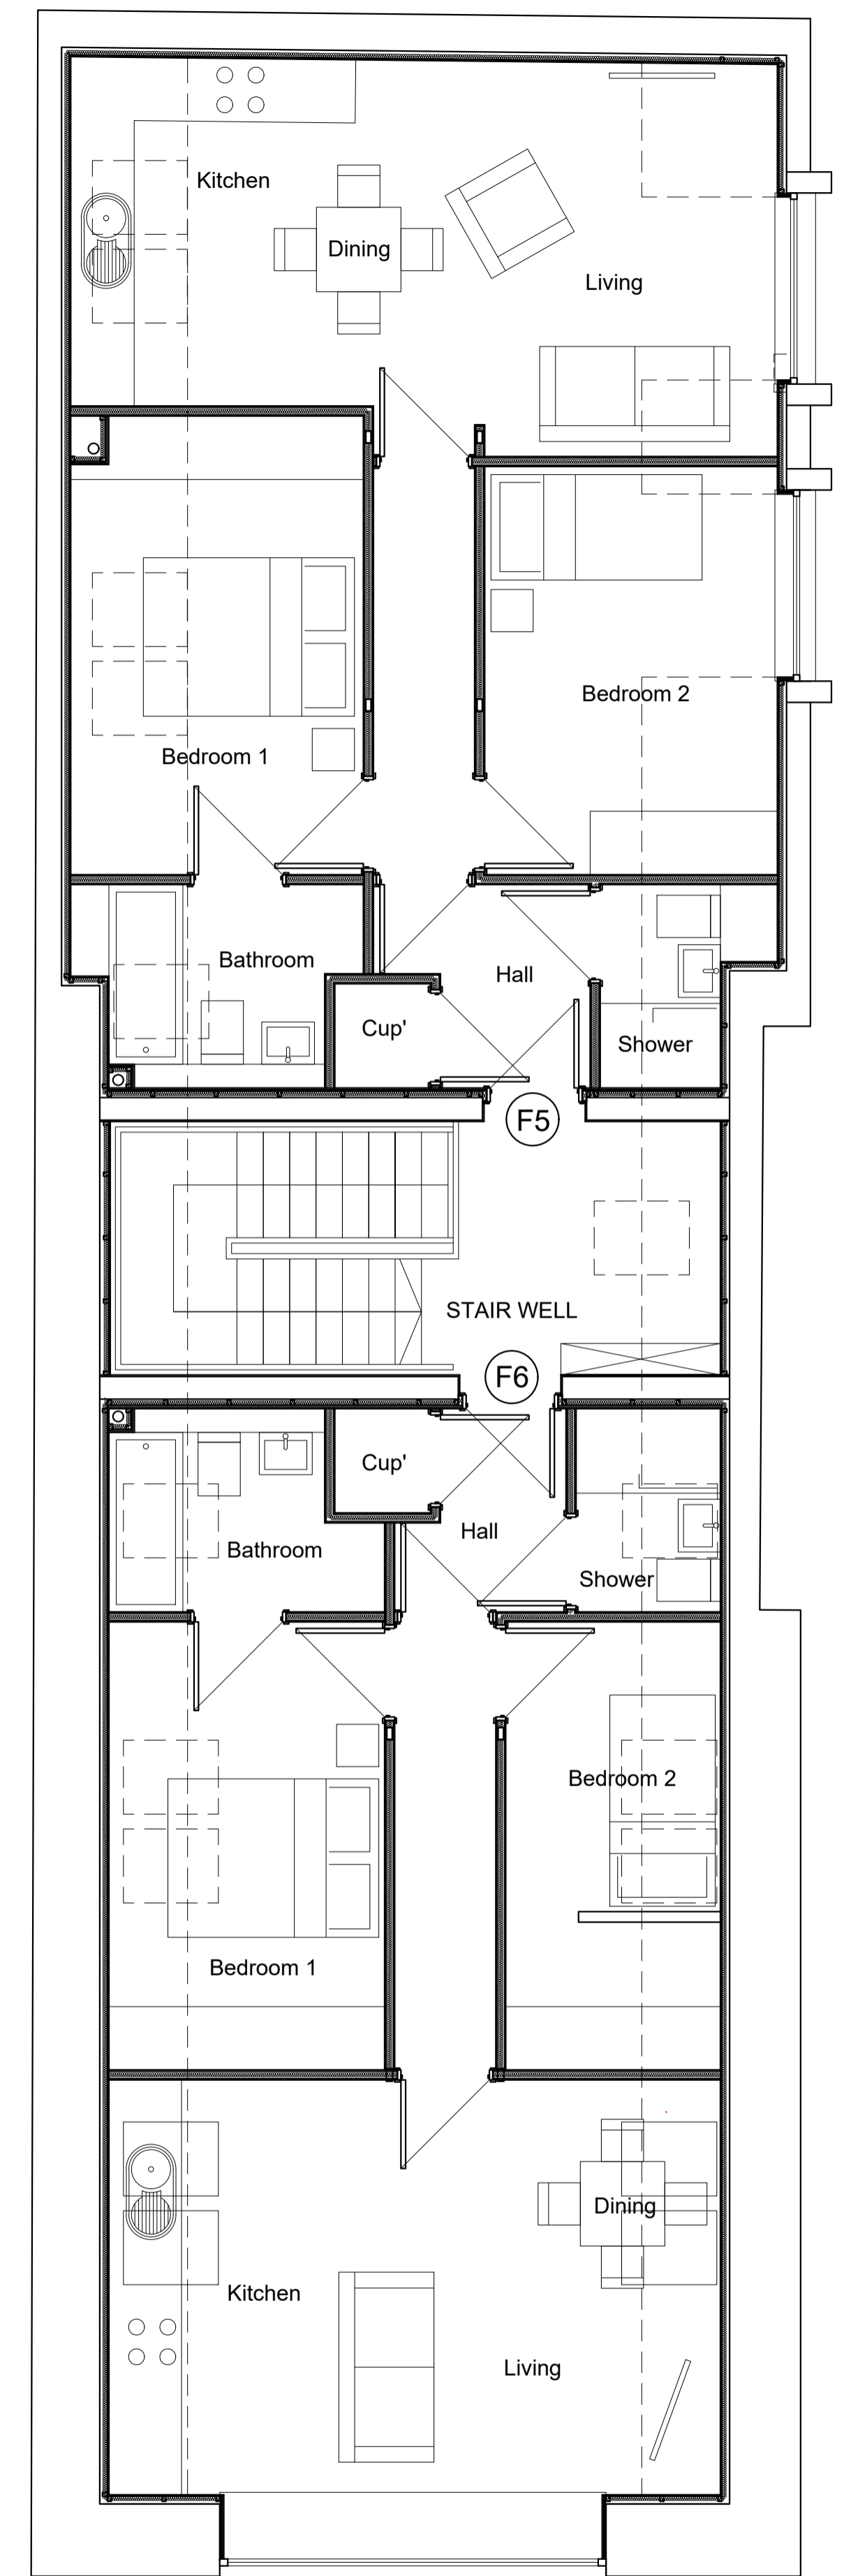 Kitchen
Dining
Living
Bedroom 2
Bedroom 1
Bathroom
Hall
Cup'
Shower
F5
STAIR WELL
F6
Cup'
Hall
Bathroom
Shower
Bedroom 2
Bedroom 1
Dining
Kitchen
Living